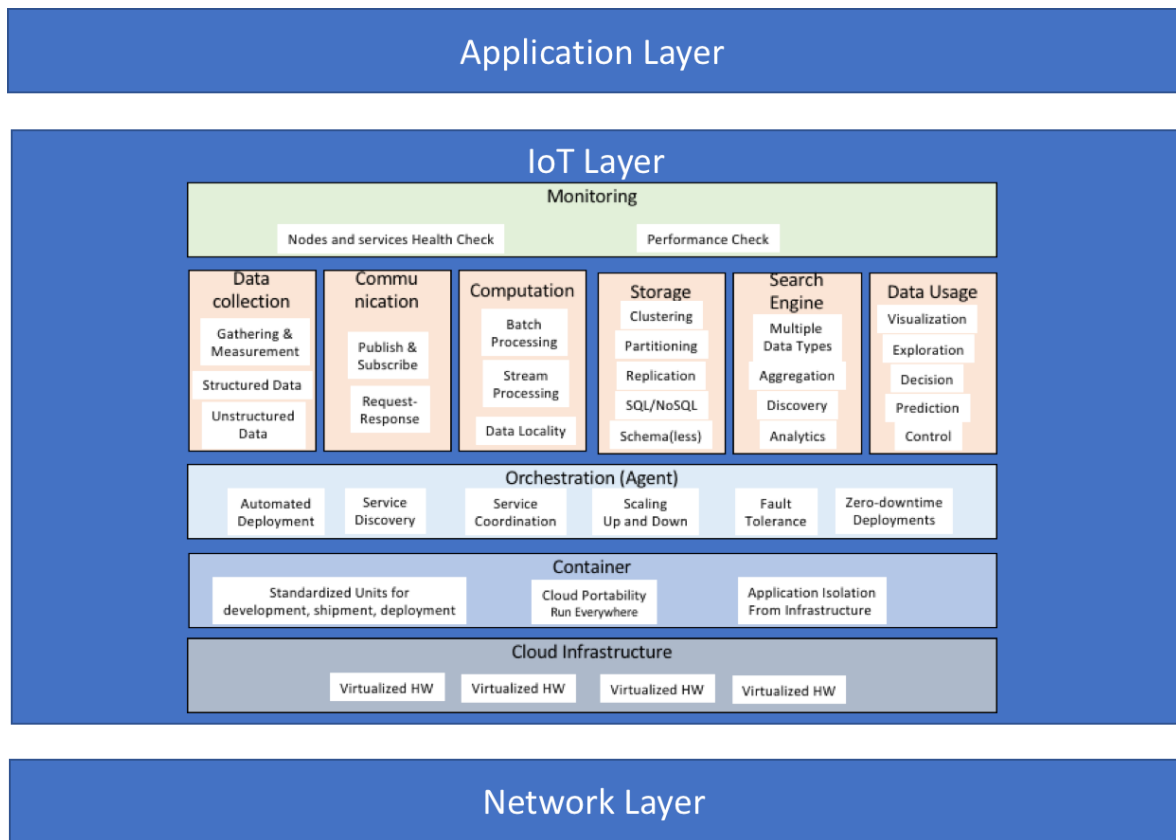 Application Layer
IoT Layer
Monitoring
Nodes and services Health Check
Performance Check
Data
collection
Gathering &
Measurement
Structured Data
Unstructured
Data
Commu
nication
Publish &
Subscribe
Request-
Response
Computation
Batch
Processing
Stream
Processing
Data Locality
Storage
Clustering
Partitioning
Replication
SQL/NoSQL
Schema(less)
Search
Engine
Multiple
Data Types
Aggregation
Discovery
Analytics
Data Usage
Visualization
Exploration
Decision
Prediction
Control
Orchestration (Agent)
Automated
Deployment
Service
Discovery
Service
Coordination
Scaling
Up and Down
Fault
Tolerance
Zero-downtime
Deployments
Container
Standardized Units for
development, shipment, deployment
Cloud Portability
Run Everywhere
Application Isolation
From Infrastructure
Cloud Infrastructure
Virtualized HW
Virtualized HW
Virtualized HW
Virtualized HW
Network Layer